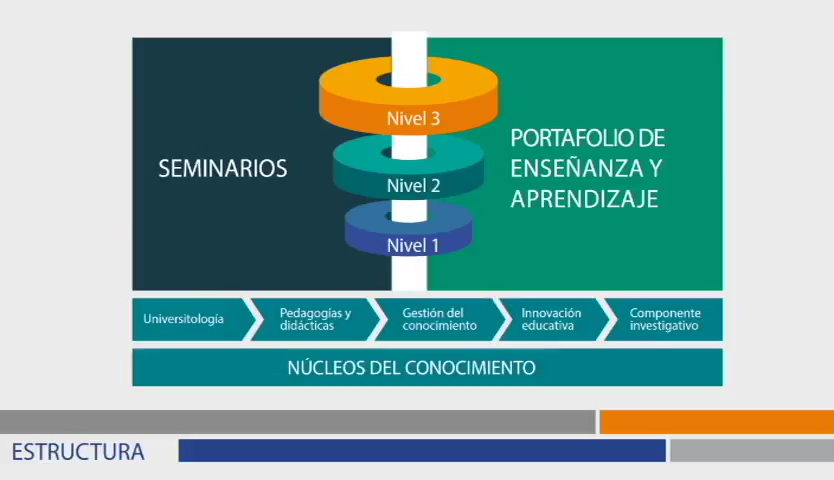 Nivel 3
Nivel 2
Nivel 1
SEMINARIOS
PORTAFOLIO DE
ENSEÑANZA Y
APRENDIZAJE
Universitología
Pedagogías y
didácticas
Gestión del
conocimiento
Innovación
educativa
Componente
investigativo
NÚCLEOS DEL CONOCIMIENTO
ESTRUCTURA